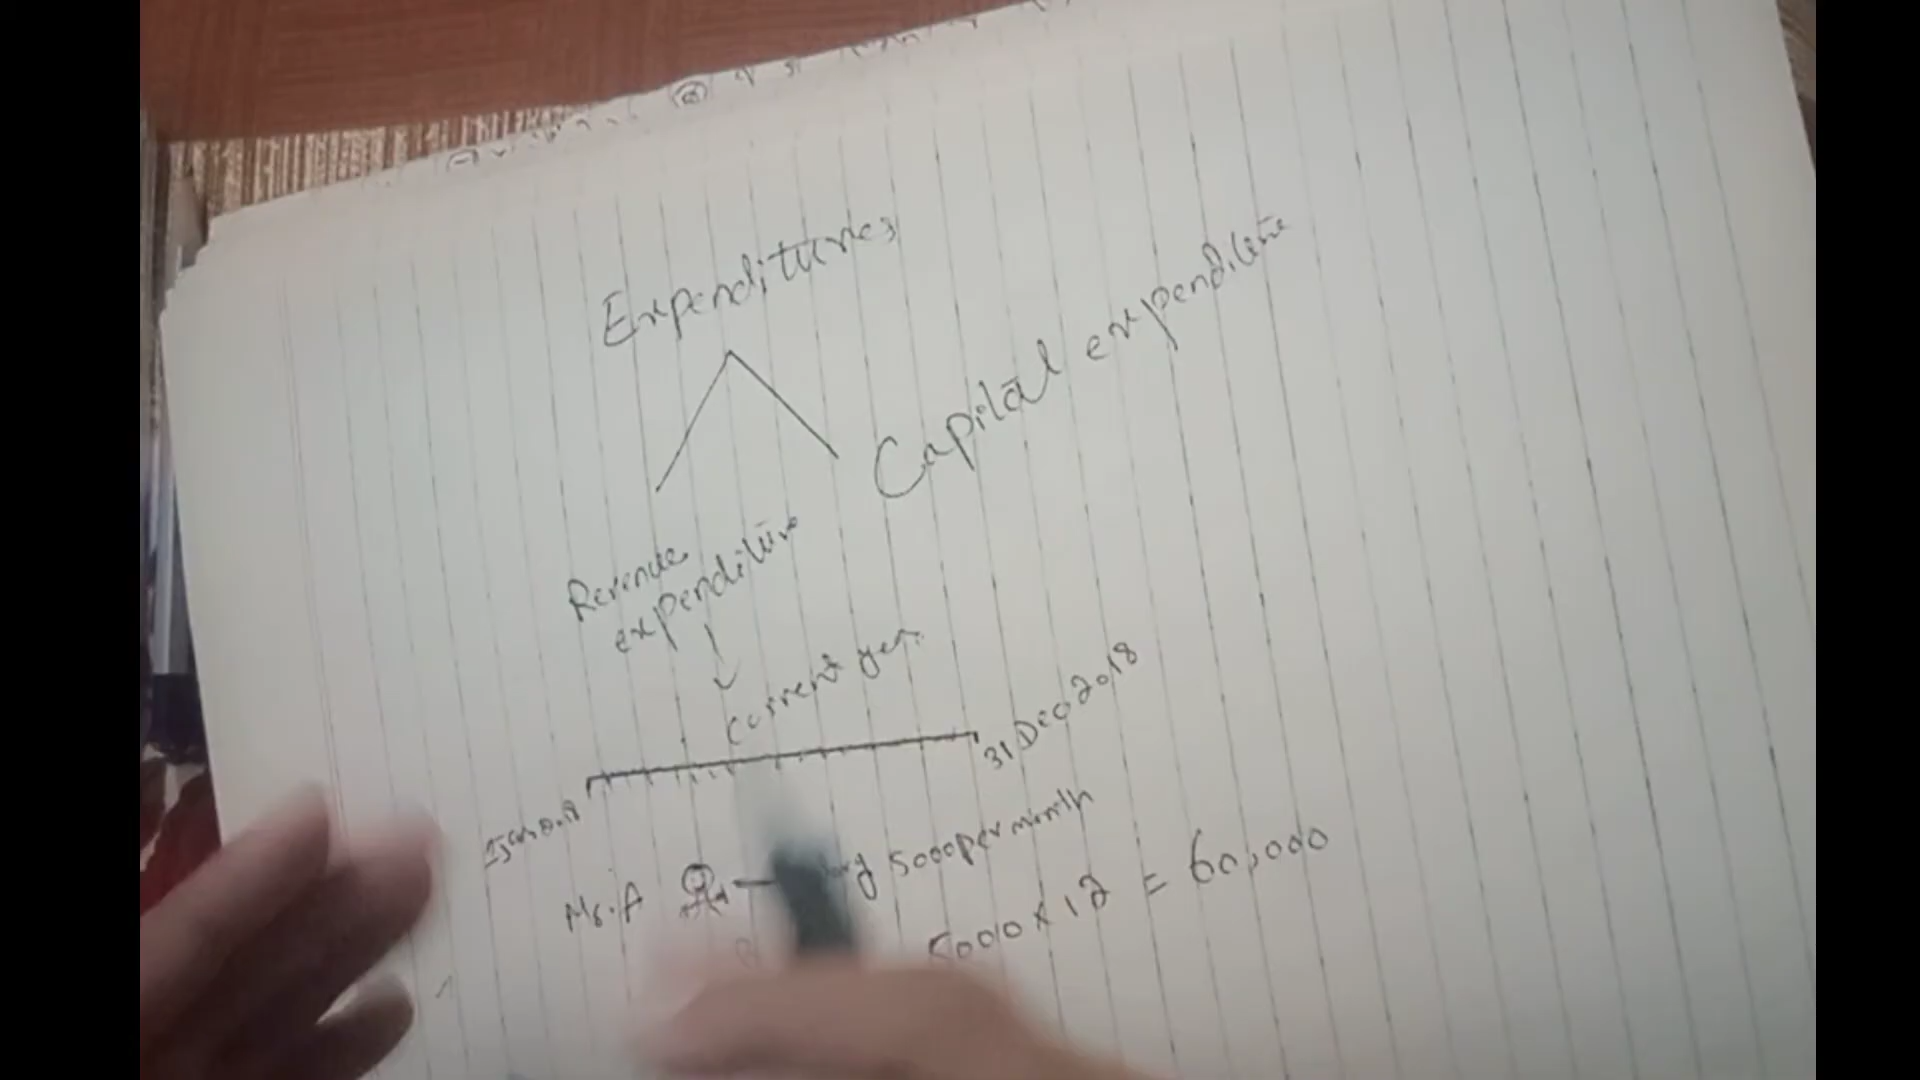 Expenditures
Capital expenditure
Revenue
expenditure
Current year
31 Dec 2018
Mr. A 5000 per month
5000 x 12 = 60,000